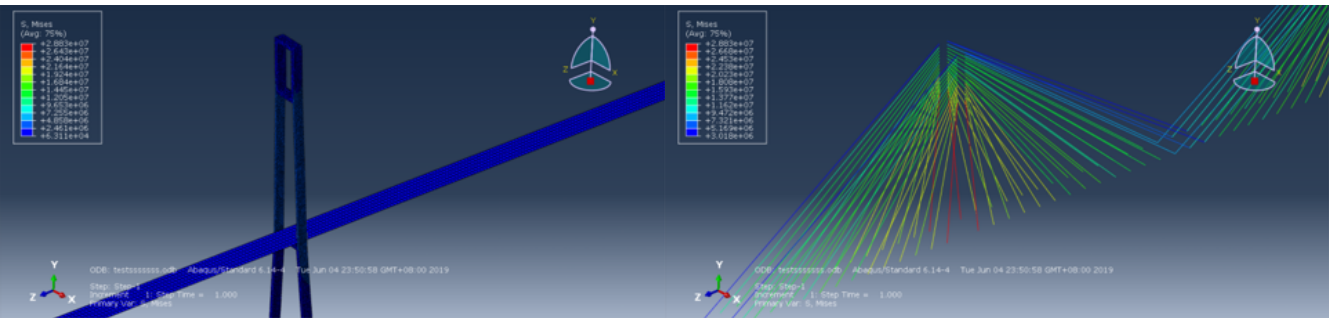 S, Mises
(Avg: 75%)
+2.883e+07
+2.643e+07
+2.404e+07
+2.164e+07
+1.924e+07
+1.684e+07
+1.445e+07
+1.205e+07
+9.653e+06
+7.255e+06
+4.858e+06
+2.461e+06
+6.311e+04
Y
Z
X
Y
Z
X
ODB: testsssssss.odb Abaqus/Standard 6.14-4 Tue Jun 04 23:50:58 GMT+08:00 2019
Step: Step-1
Increment 1: Step Time = 1.000
Primary Var: S, Mises
S, Mises
(Avg: 75%)
+2.883e+07
+2.668e+07
+2.453e+07
+2.238e+07
+2.023e+07
+1.808e+07
+1.593e+07
+1.377e+07
+1.162e+07
+9.472e+06
+7.321e+06
+5.169e+06
+3.018e+06
Y
Z
X
Y
Z
X
ODB: testsssssss.odb Abaqus/Standard 6.14-4 Tue Jun 04 23:50:58 GMT+08:00 2019
Step: Step-1
Increment 1: Step Time = 1.000
Primary Var: S, Mises